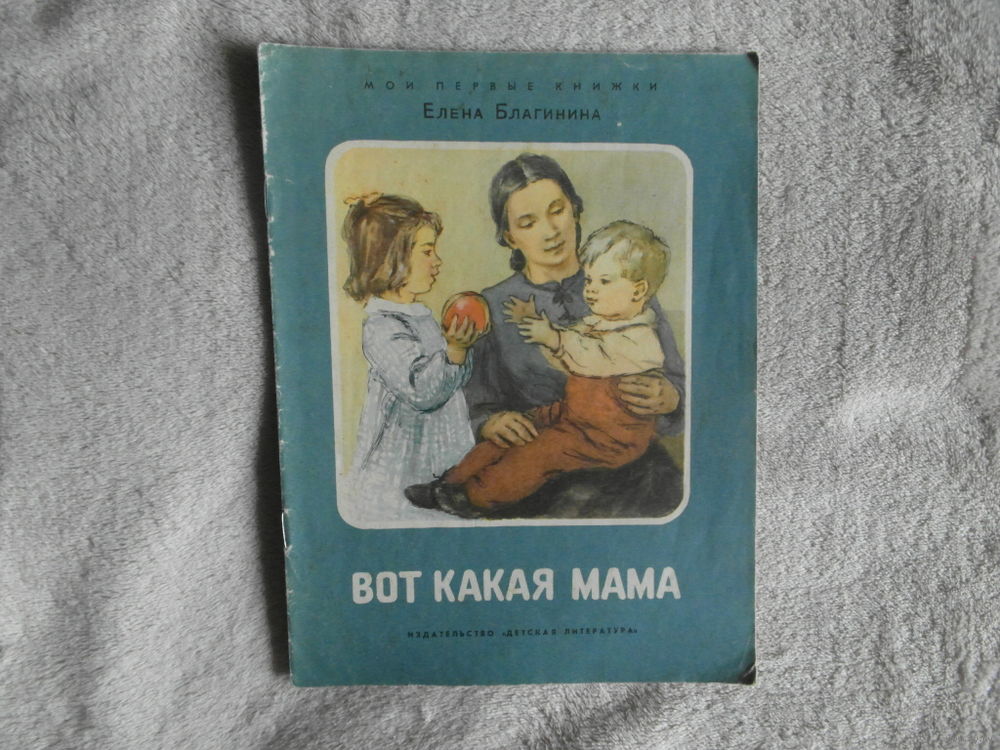 МОИ ПЕРВЫЕ КНИЖКИ
ЕЛЕНА БЛАГИНИНА
ВОТ КАКАЯ МАМА
ИЗДАТЕЛЬСТВО «ДЕТСКАЯ ЛИТЕРАТУРА»